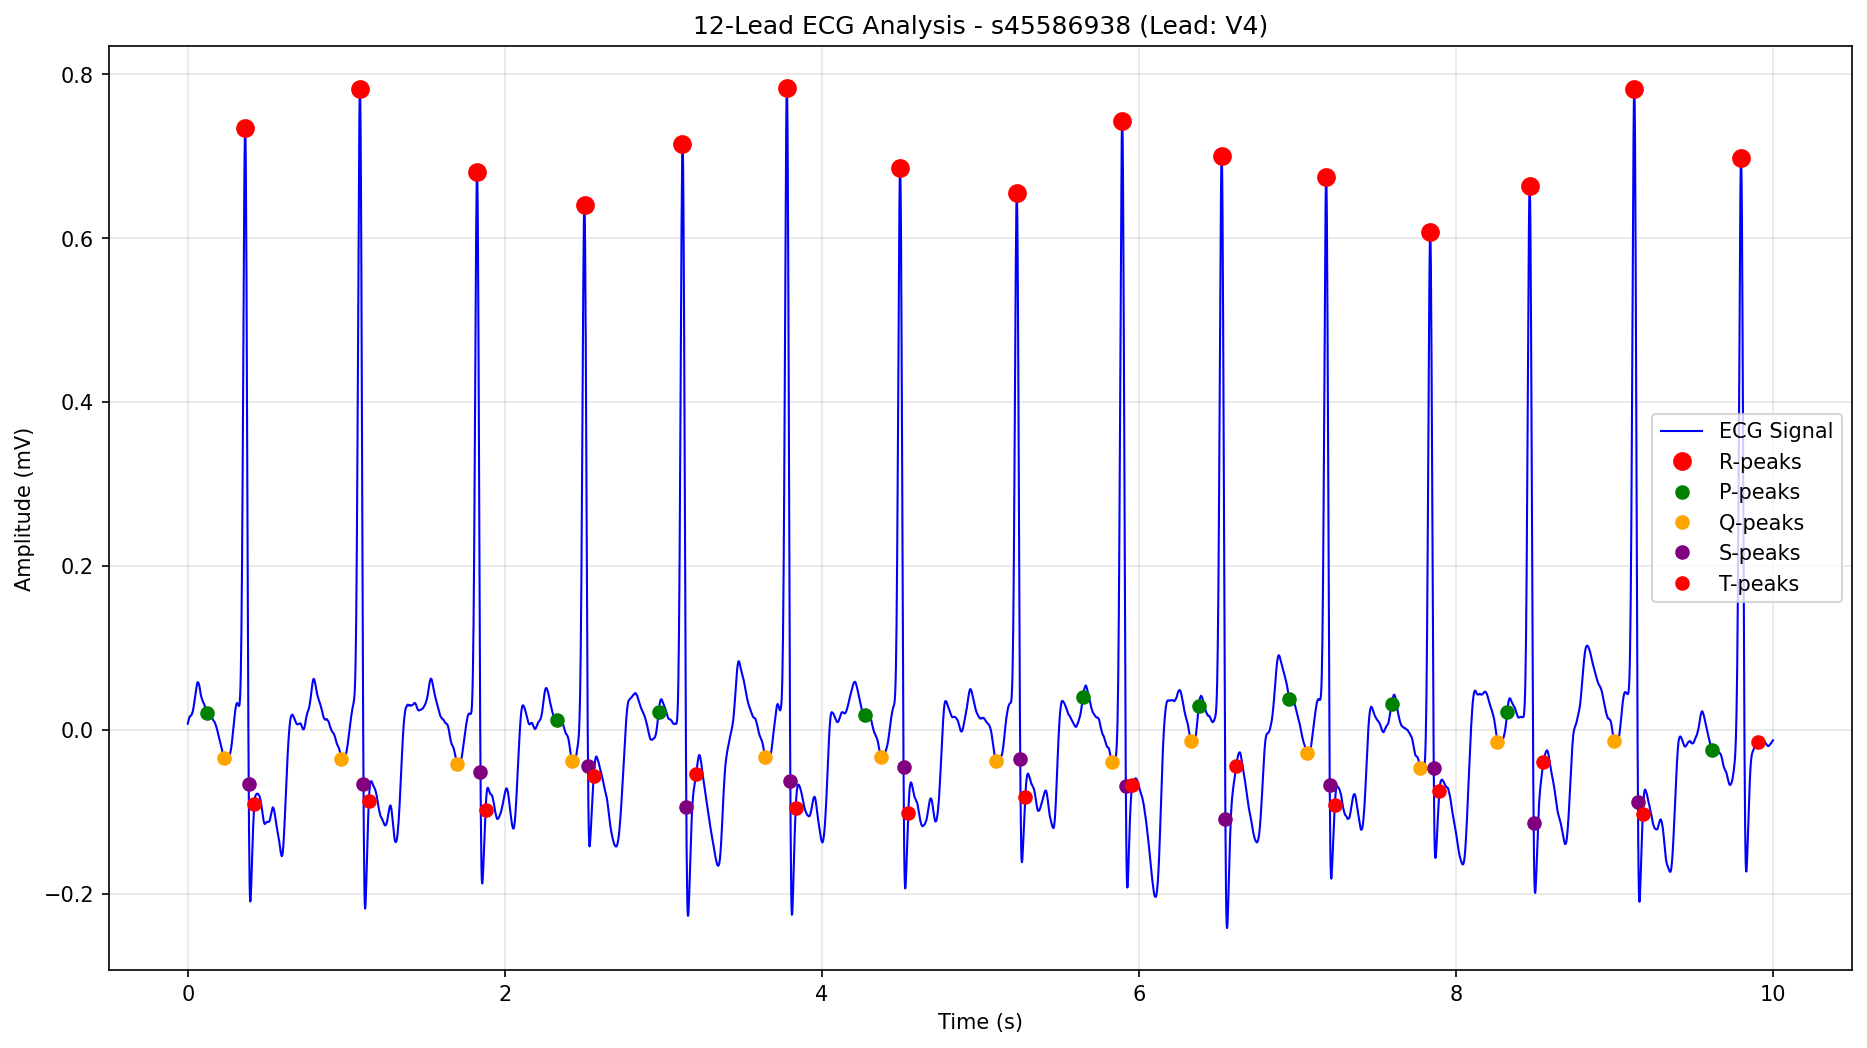 12-Lead ECG Analysis - s45586938 (Lead: V4)
Amplitude (mV)
0.8
0.6
0.4
0.2
0.0
−0.2
ECG Signal
R-peaks
P-peaks
Q-peaks
S-peaks
T-peaks
0 2 4 6 8 10
Time (s)